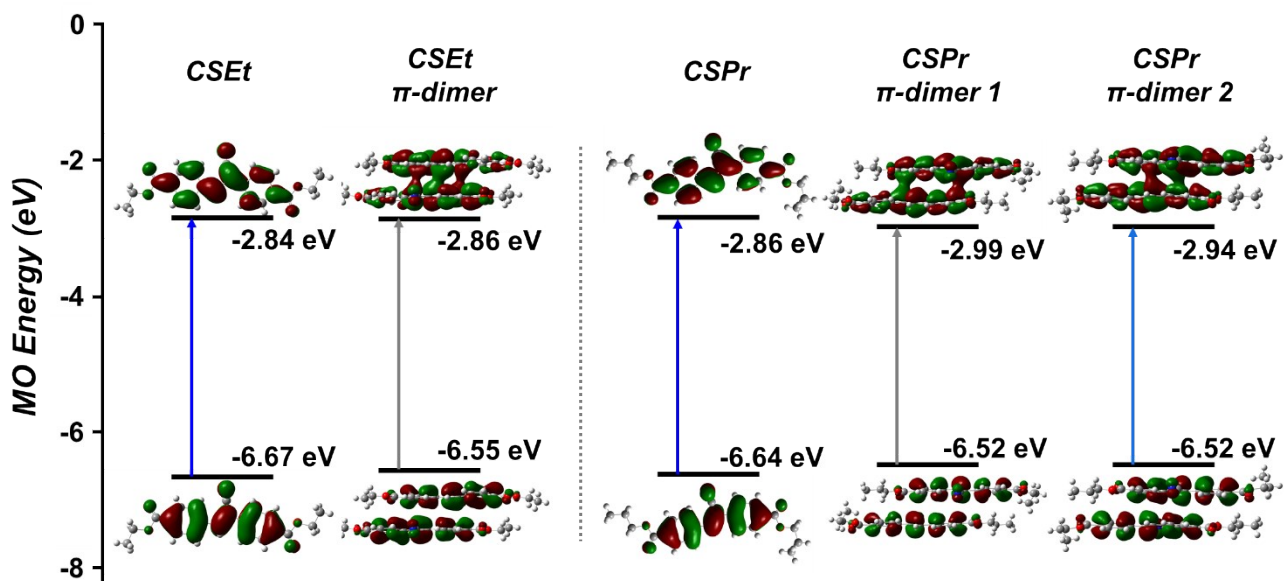 MO Energy (eV)
0
-2
-4
-6
-8
CSEt
CSEt
π-dimer
CSPr
CSPr
π-dimer 1
CSPr
π-dimer 2
-2.84 eV
-2.86 eV
-2.86 eV
-2.99 eV
-2.94 eV
-6.67 eV
-6.55 eV
-6.64 eV
-6.52 eV
-6.52 eV